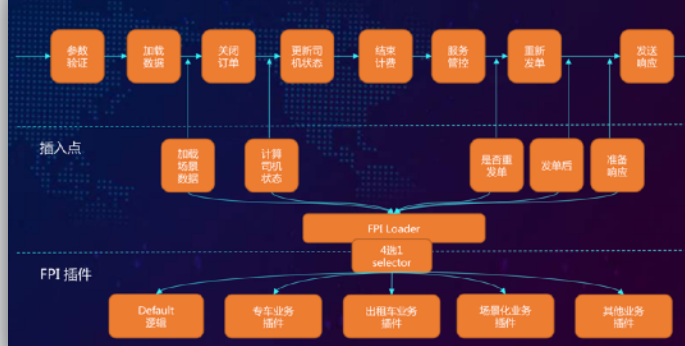 参数
验证
加载
数据
关闭
订单
更新司
机状态
结束
计费
服务
管控
重新
发单
发送
响应
插入点
加载
场景
数据
计算
司机
状态
是否重
发单
发单后
准备
响应
FPI Loader
4选1
selector
FPI 插件
Default
逻辑
专车业务
插件
出租车业务
插件
场景化业务
插件
其他业务
插件